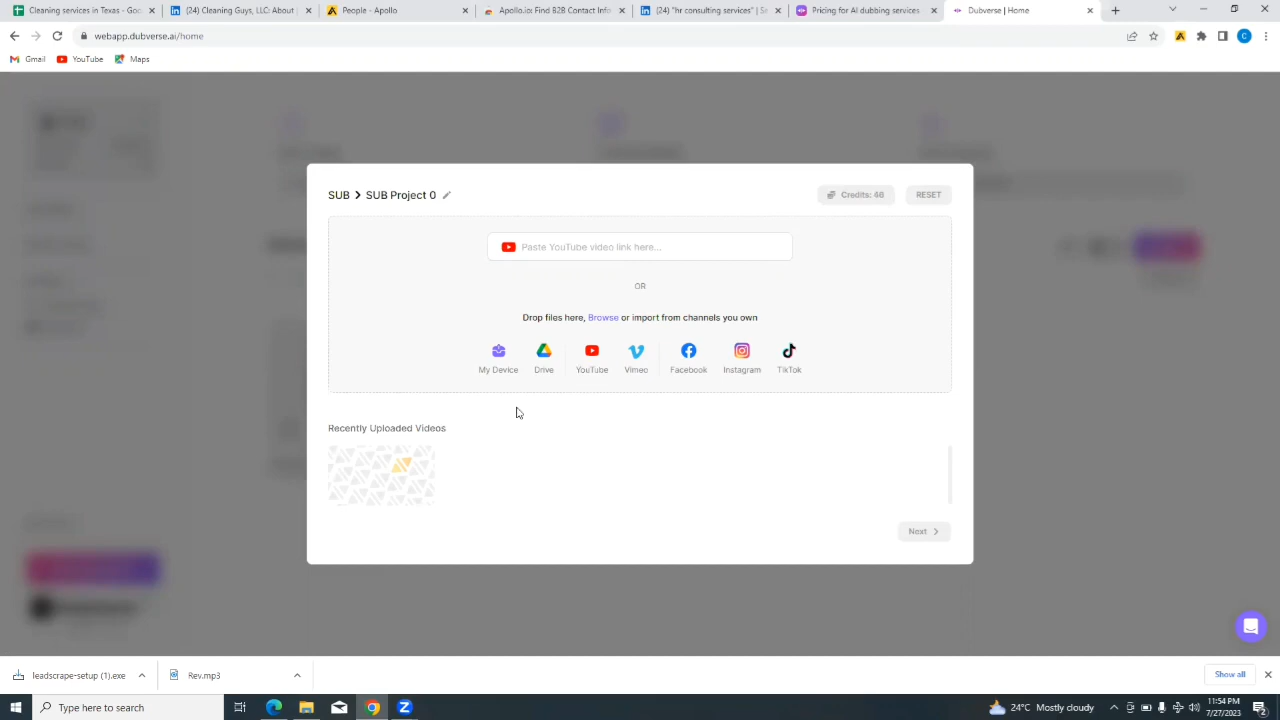 Cleaning services in Texas - Goo
(24) Cleaning Guys, LLC: About |
People - Apollo
Apollo.io: Find B2B Contact Info
(24) "hr consulting services" | Se
Pricing for AI dubbing services
Dubverse | Home
webapp.dubverse.ai/home
C
Gmail
YouTube
Maps
SUB > SUB Project 0
Credits: 40
RESET
Paste YouTube video link here...
OR
Drop files here, Browse or import from channels you own
My Device
Drive
YouTube
Vimeo
Facebook
Instagram
TikTok
Recently Uploaded Videos
Next >
leadscrape-setup (1).exe
Rev.mp3
Show all
Type here to search
24°C Mostly cloudy
11:54 PM
7/27/2023
2